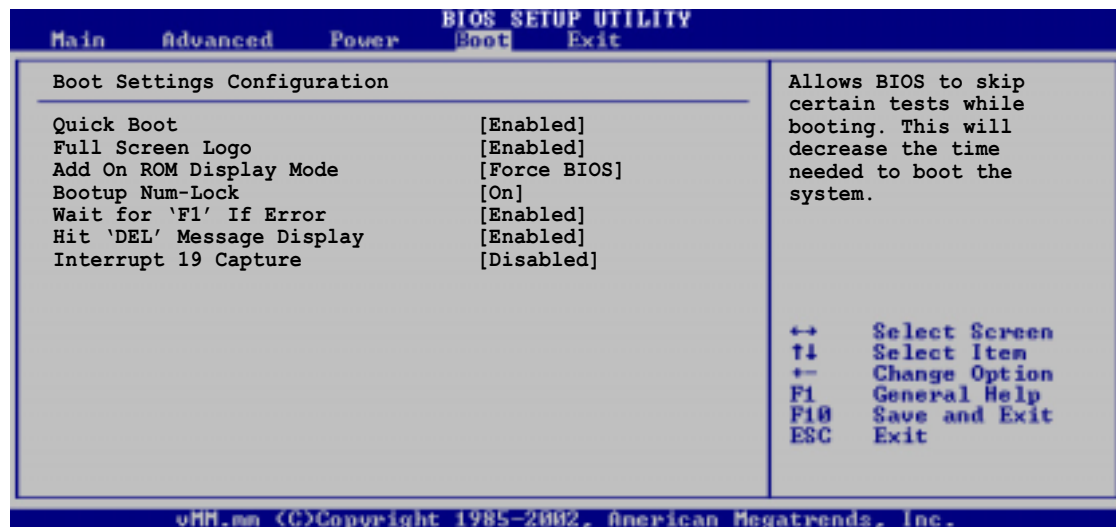 BIOS SETUP UTILITY
Main Advanced Power Boot Exit
Boot Settings Configuration
Quick Boot [Enabled]
Full Screen Logo [Enabled]
Add On ROM Display Mode [Force BIOS]
Bootup Num-Lock [On]
Wait for ‘F1’ If Error [Enabled]
Hit ‘DEL’ Message Display [Enabled]
Interrupt 19 Capture [Disabled]
Allows BIOS to skip
certain tests while
booting. This will
decrease the time
needed to boot the
system.
←→ Select Screen
↑↓ Select Item
+- Change Option
F1 General Help
F10 Save and Exit
ESC Exit
vMM.mm (C)Copyright 1985-2002, American Megatrends, Inc.